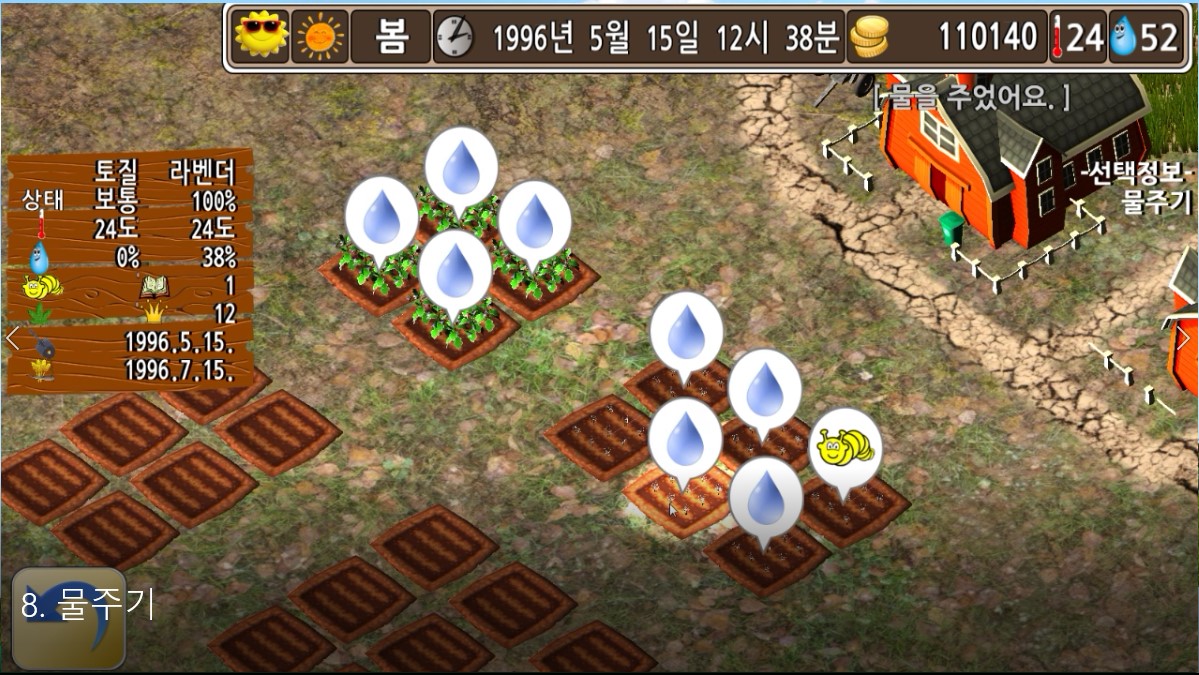 봄 1996년 5월 15일 12시 38분 110140 24 52
[ 물을 주었어요. ]
-선택정보-
물주기
토질 라벤더
상태 보통 100%
24도 24도
0% 38%
1
12
1996.5.15.
1996.7.15.
8. 물주기